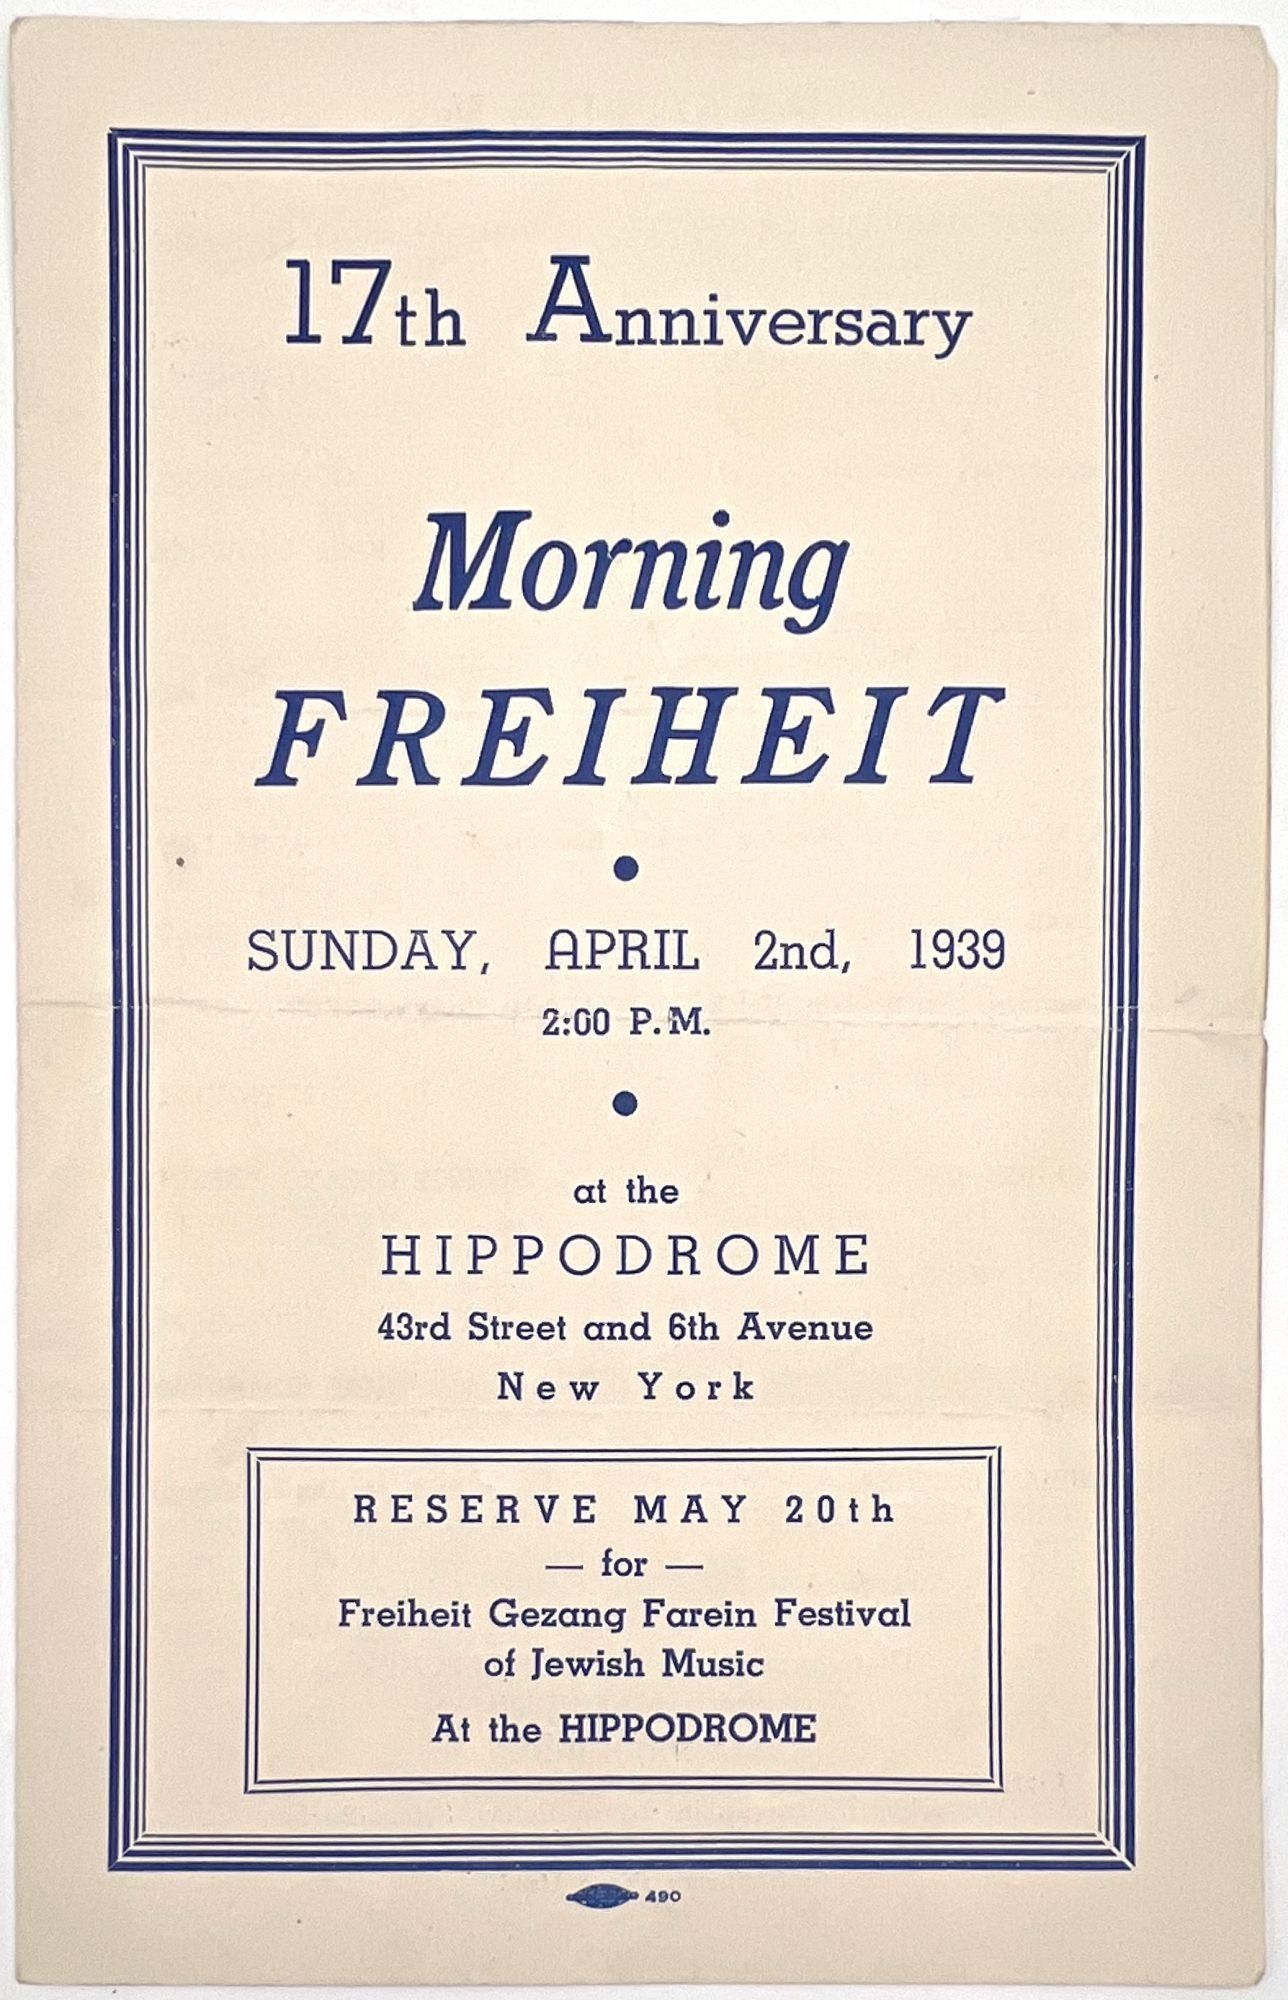 17th Anniversary
Morning
FREIHEIT
SUNDAY, APRIL 2nd, 1939
2:00 P.M.
at the
HIPPODROME
43rd Street and 6th Avenue
New York
RESERVE MAY 20th
— for —
Freiheit Gezang Farein Festival
of Jewish Music
At the HIPPODROME
490